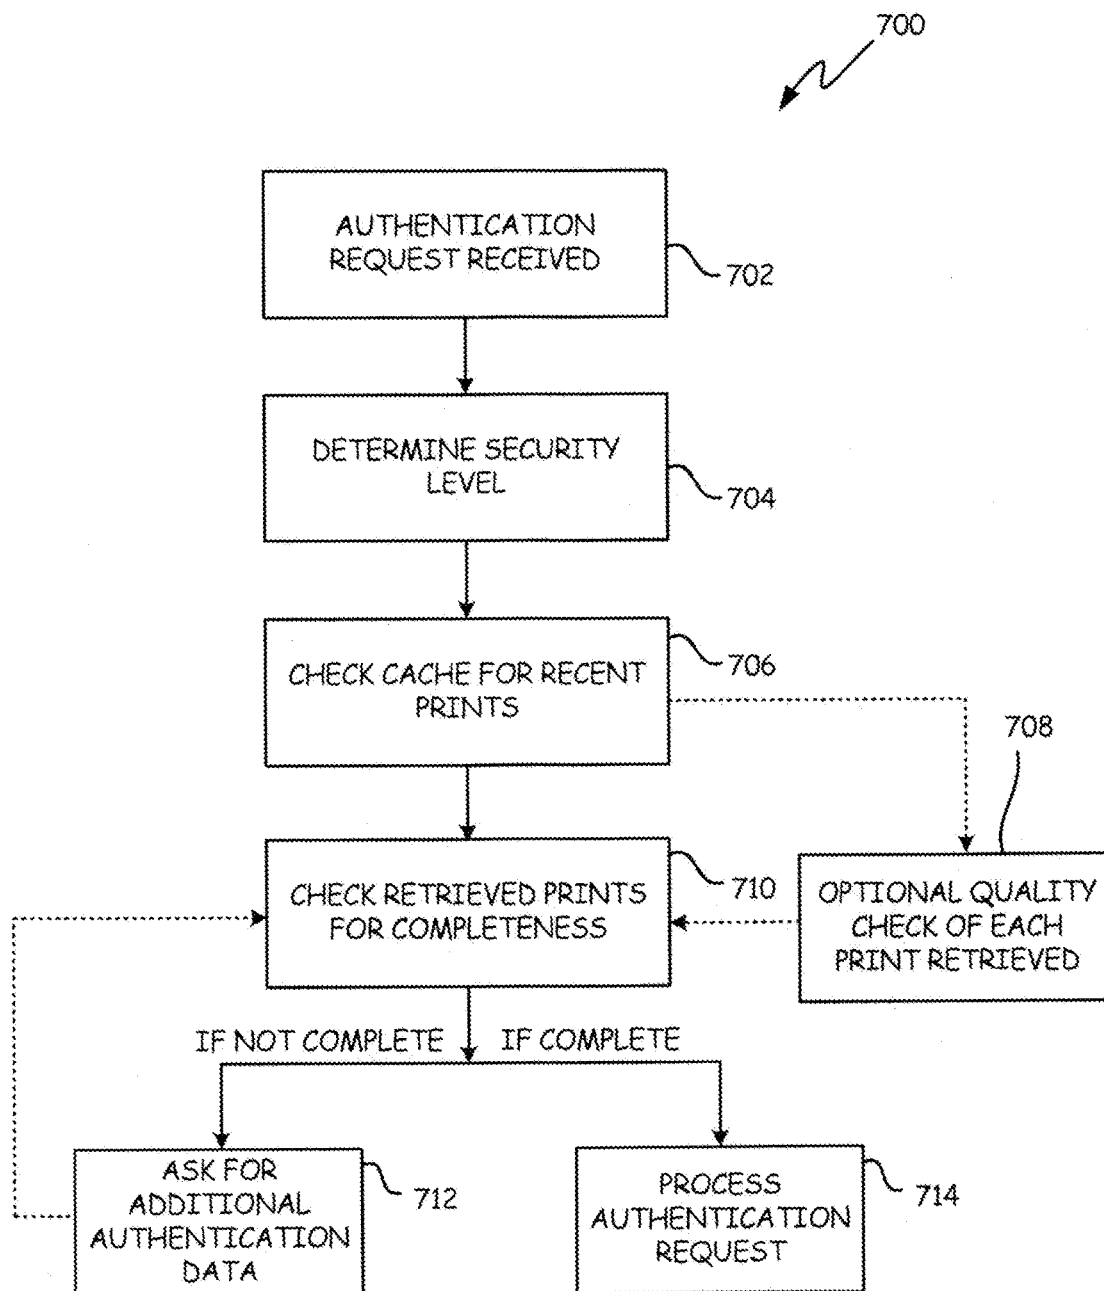 700
AUTHENTICATION
REQUEST RECEIVED
702
DETERMINE SECURITY
LEVEL
704
CHECK CACHE FOR RECENT
PRINTS
706
708
CHECK RETRIEVED PRINTS
FOR COMPLETENESS
710
OPTIONAL QUALITY
CHECK OF EACH
PRINT RETRIEVED
IF NOT COMPLETE
IF COMPLETE
ASK FOR
ADDITIONAL
AUTHENTICATION
DATA
712
PROCESS
AUTHENTICATION
REQUEST
714